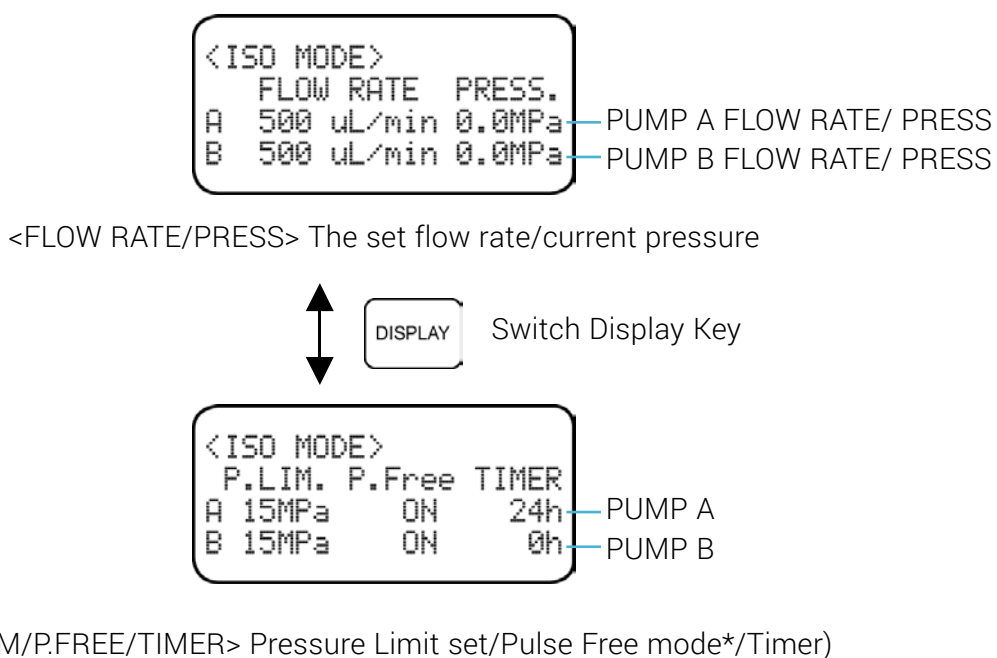 <ISO MODE>
FLOW RATE PRESS.
A 500 uL/min 0.0MPa PUMP A FLOW RATE/ PRESS
B 500 uL/min 0.0MPa PUMP B FLOW RATE/ PRESS
<FLOW RATE/PRESS> The set flow rate/current pressure
DISPLAY Switch Display Key
<ISO MODE>
P.LIM. P.Free TIMER
A 15MPa ON 24h PUMP A
B 15MPa ON 0h PUMP B
M/P.FREE/TIMER> Pressure Limit set/Pulse Free mode*/Timer)